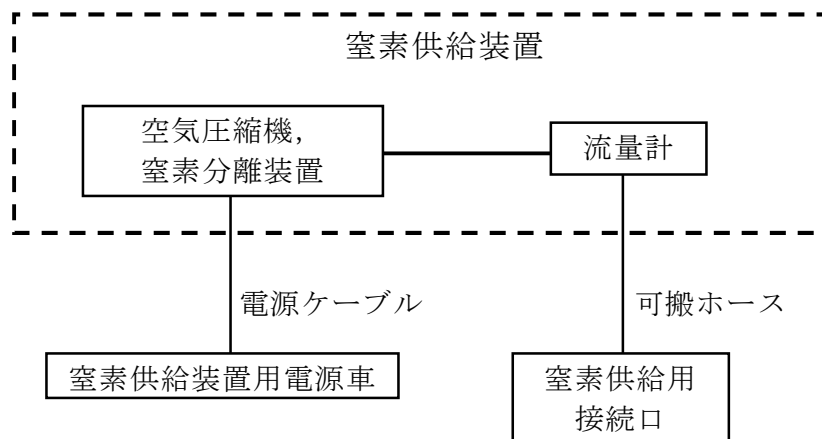 窒素供給装置
空気圧縮機,
窒素分離装置
流量計
電源ケーブル
可搬ホース
窒素供給装置用電源車
窒素供給用
接続口